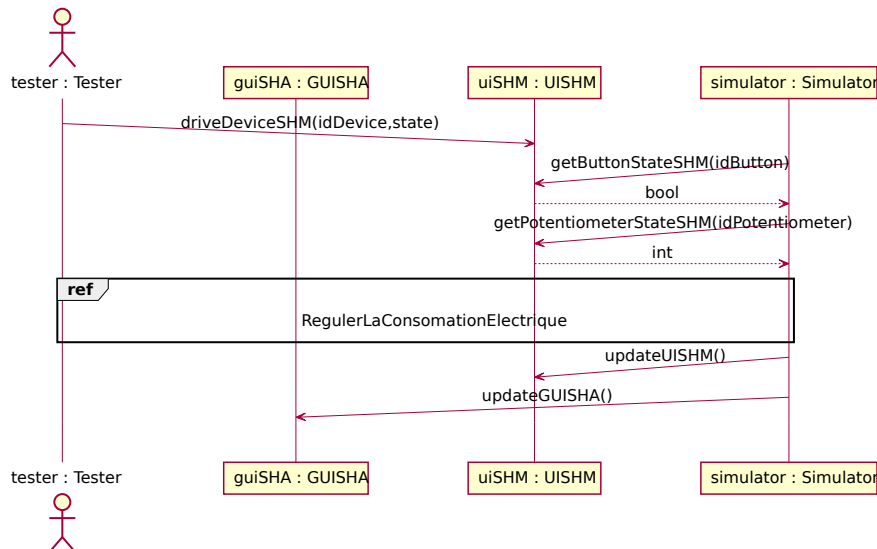 tester : Tester
guiSHA : GUISHA
uiSHM : UISHM
simulator : Simulator
driveDeviceSHM(idDevice,state)
getButtonStateSHM(idButton)
bool
getPotentiometerStateSHM(idPotentiometer)
int
ref
RegulerLaConsomationElectrique
updateUISHM()
updateGUISHA()
tester : Tester
guiSHA : GUISHA
uiSHM : UISHM
simulator : Simulator